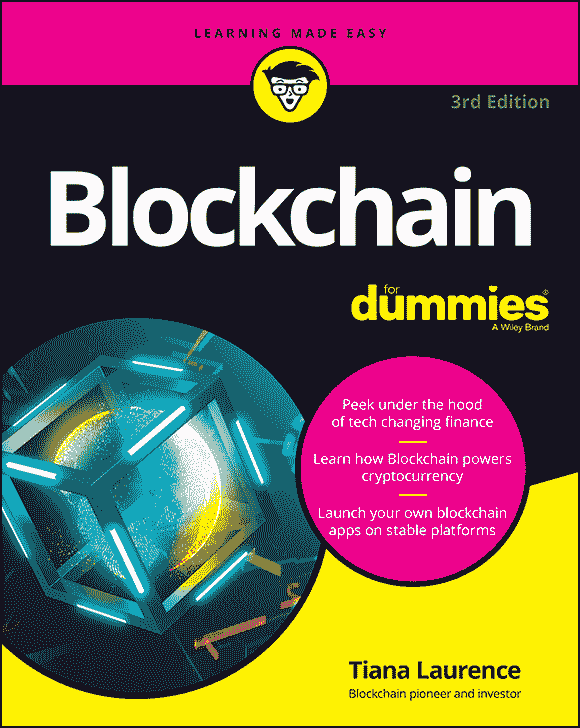 LEARNING MADE EASY
3rd Edition
Blockchain
for
dummies®
A Wiley Brand
Peek under the hood
of tech changing finance
Learn how Blockchain powers
cryptocurrency
Launch your own blockchain
apps on stable platforms
Tiana Laurence
Blockchain pioneer and investor